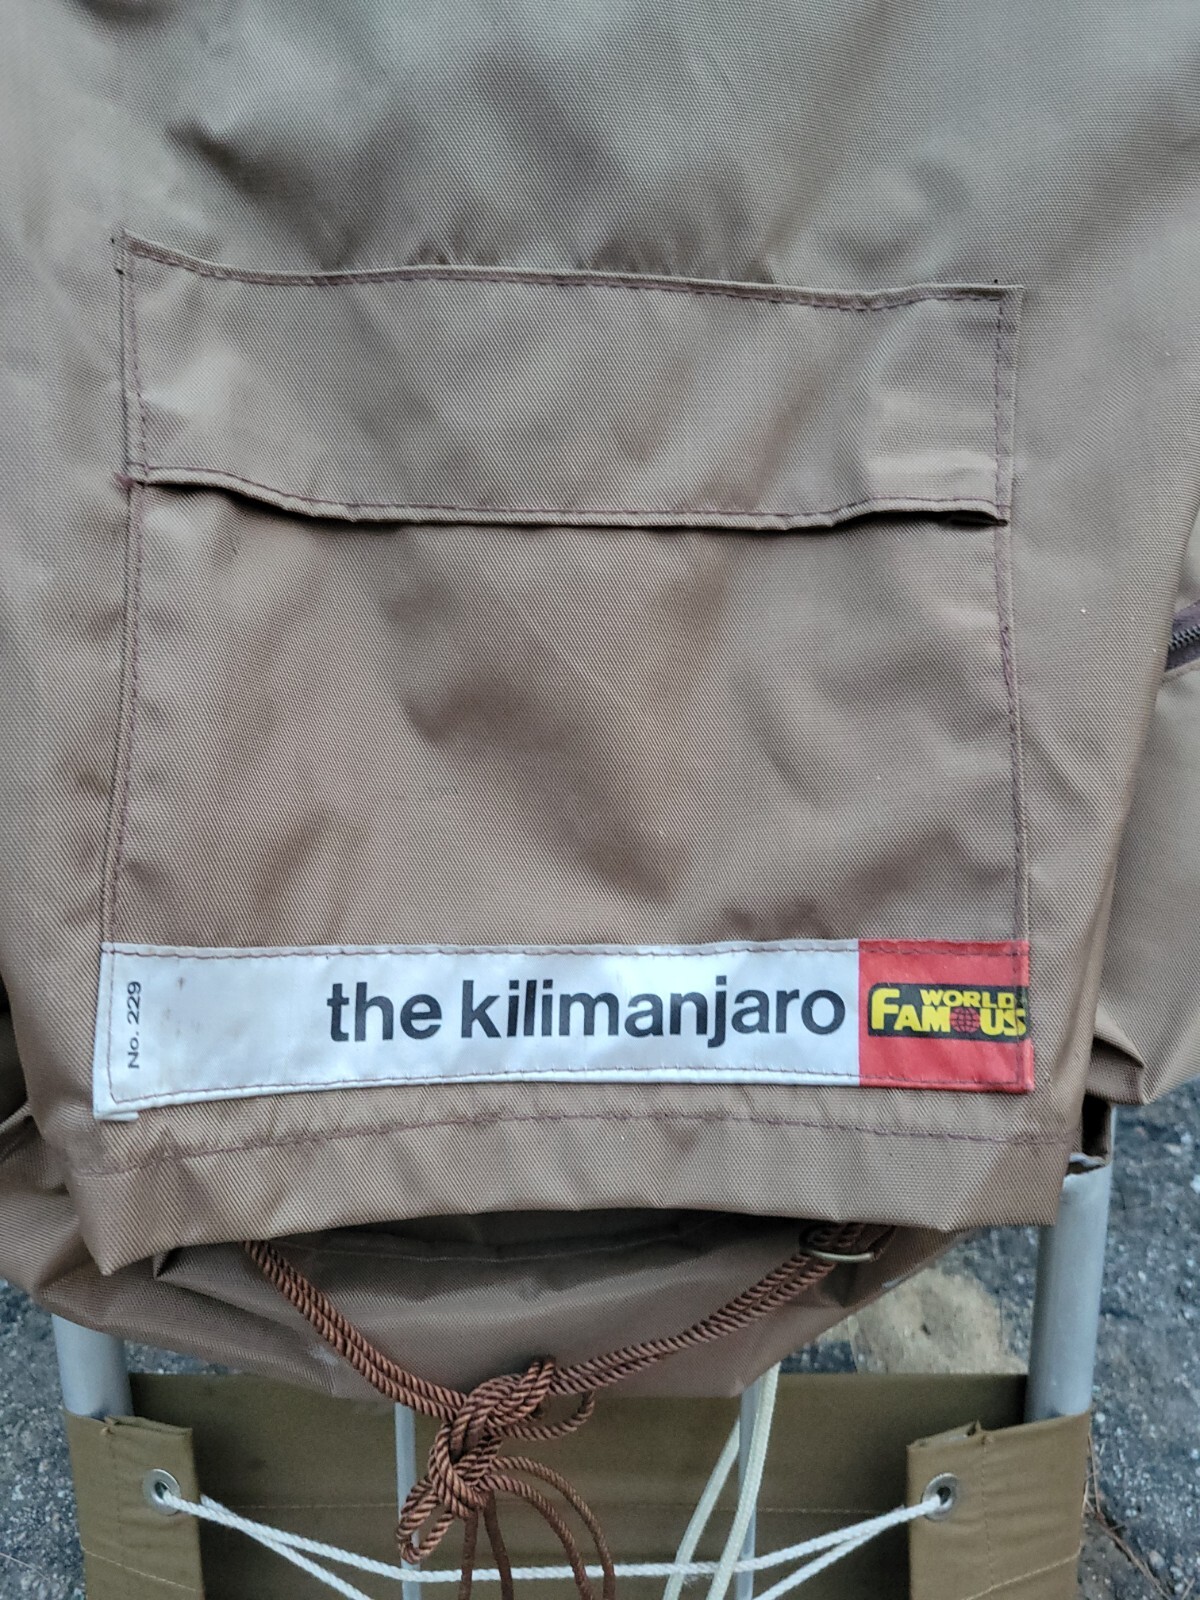 No. 229
the kilimanjaro
WORLD
FAMOUS